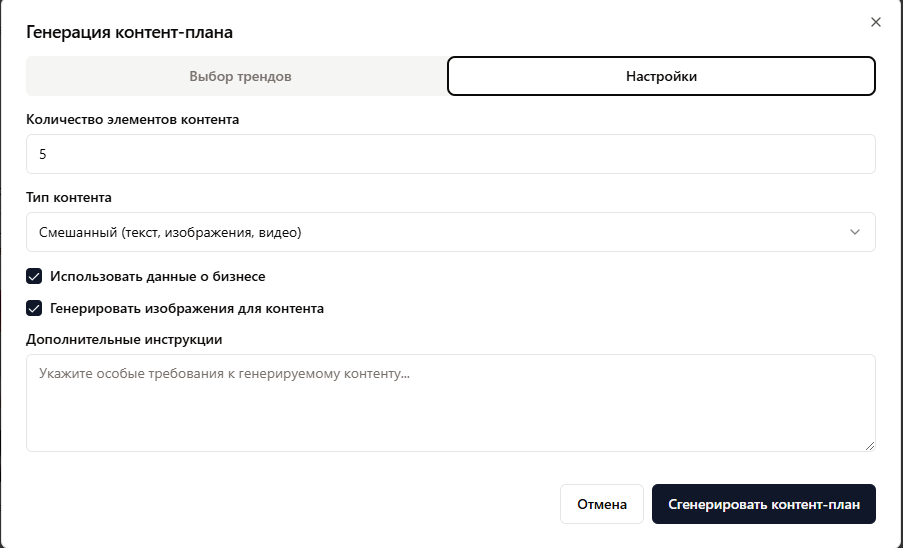 Генерация контент-плана
Выбор трендов
Настройки
Количество элементов контента
5
Тип контента
Смешанный (текст, изображения, видео)
Использовать данные о бизнесе
Генерировать изображения для контента
Дополнительные инструкции
Укажите особые требования к генерируемому контенту...
Отмена
Сгенерировать контент-план